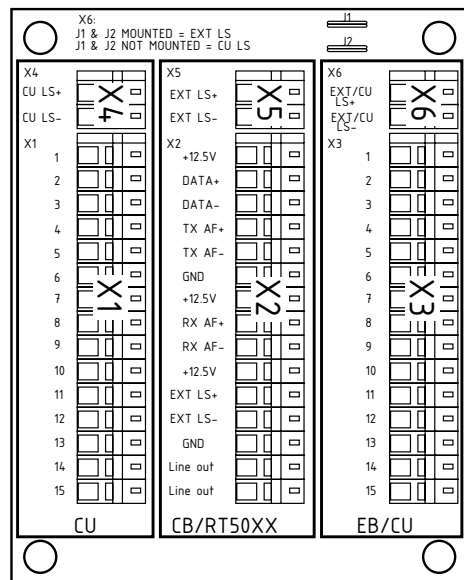 X6:
J1 & J2 MOUNTED = EXT LS
J1 & J2 NOT MOUNTED = CU LS
J1
J2
X4
CU LS+
CU LS-
X4
X1
1
2
3
4
5
6
7
8
9
10
11
12
13
14
15
X1
CU
X5
EXT LS+
EXT LS-
X5
X2
+12.5V
DATA+
DATA-
TX AF+
TX AF-
GND
+12.5V
RX AF+
RX AF-
+12.5V
EXT LS+
EXT LS-
GND
Line out
Line out
X2
CB/RT50XX
X6
EXT/CU
LS+
EXT/CU
LS-
X6
X3
1
2
3
4
5
6
7
8
9
10
11
12
13
14
15
X3
EB/CU